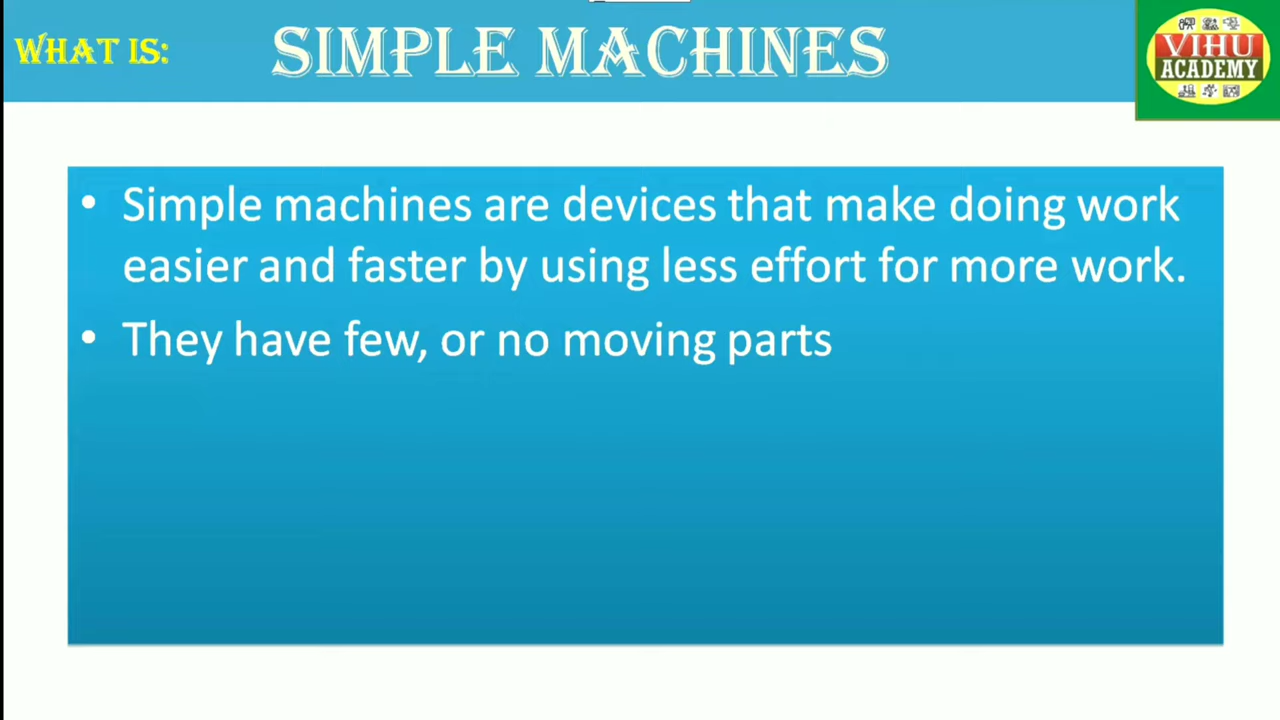 WHAT IS:
SIMPLE MACHINES
VIHU
ACADEMY
• Simple machines are devices that make doing work
easier and faster by using less effort for more work.
• They have few, or no moving parts